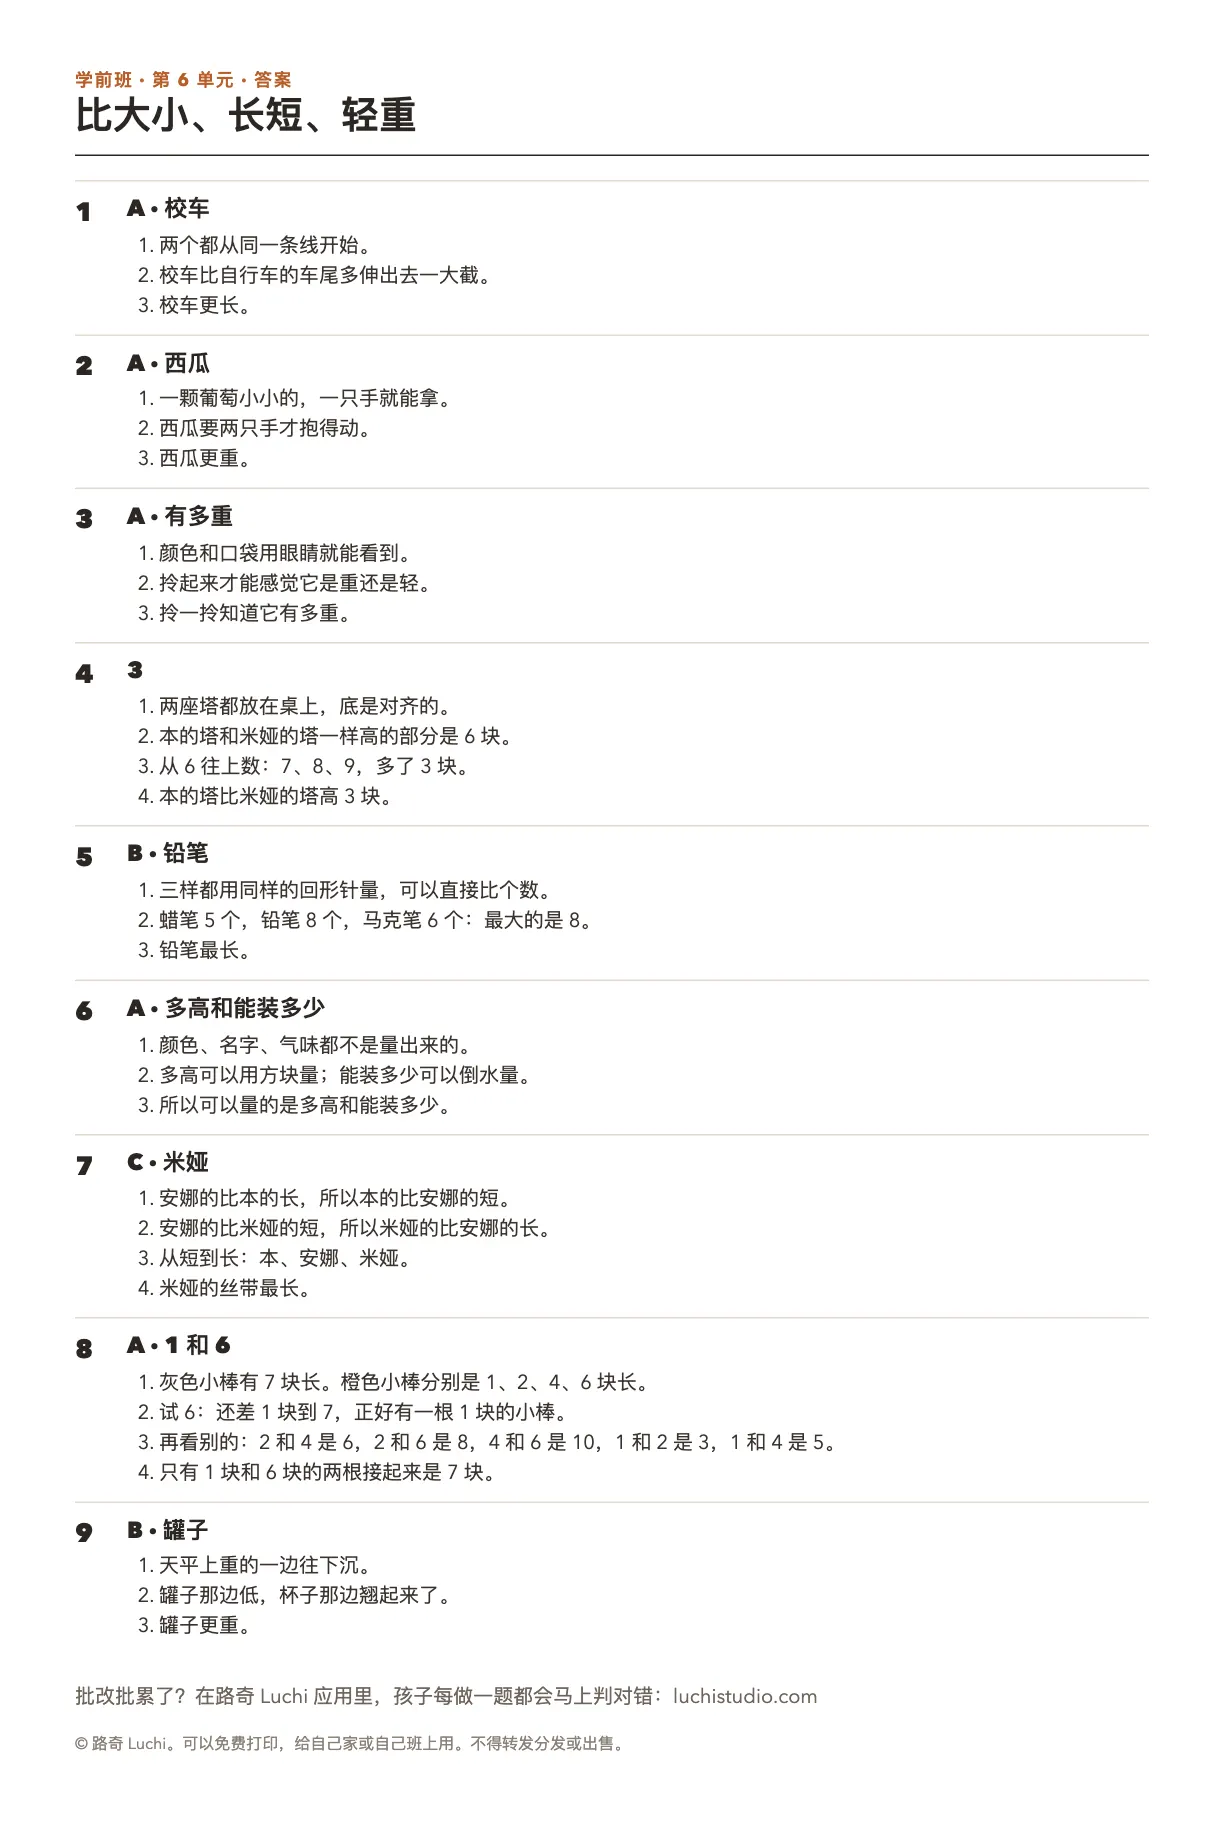 学前班 · 第 6 单元 · 答案
比大小、长短、轻重
1 A · 校车
1. 两个都从同一条线开始。
2. 校车比自行车的车尾多伸出去一大截。
3. 校车更长。
2 A · 西瓜
1. 一颗葡萄小小的，一只手就能拿。
2. 西瓜要两只手才抱得动。
3. 西瓜更重。
3 A · 有多重
1. 颜色和口袋用眼睛就能看到。
2. 拎起来才能感觉它是重还是轻。
3. 拎一拎知道它有多重。
4 3
1. 两座塔都放在桌上，底是对齐的。
2. 本的塔和米娅的塔一样高的部分是 6 块。
3. 从 6 往上数：7、8、9，多了 3 块。
4. 本的塔比米娅的塔高 3 块。
5 B · 铅笔
1. 三样都用同样的回形针量，可以直接比个数。
2. 蜡笔 5 个，铅笔 8 个，马克笔 6 个：最大的是 8。
3. 铅笔最长。
6 A · 多高和能装多少
1. 颜色、名字、气味都不是量出来的。
2. 多高可以用方块量；能装多少可以倒水量。
3. 所以可以量的是多高和能装多少。
7 C · 米娅
1. 安娜的比本的长，所以本的比安娜的短。
2. 安娜的比米娅的短，所以米娅的比安娜的长。
3. 从短到长：本、安娜、米娅。
4. 米娅的丝带最长。
8 A · 1 和 6
1. 灰色小棒有 7 块长。橙色小棒分别是 1、2、4、6 块长。
2. 试 6：还差 1 块到 7，正好有一根 1 块的小棒。
3. 再看别的：2 和 4 是 6，2 和 6 是 8，4 和 6 是 10，1 和 2 是 3，1 和 4 是 5。
4. 只有 1 块和 6 块的两根接起来是 7 块。
9 B · 罐子
1. 天平上重的一边往下沉。
2. 罐子那边低，杯子那边翘起来了。
3. 罐子更重。
批改批累了？在路奇 Luchi 应用里，孩子每做一题都会马上判对错：luchistudio.com
© 路奇 Luchi。可以免费打印，给自己家或自己班上用。不得转发分发或出售。